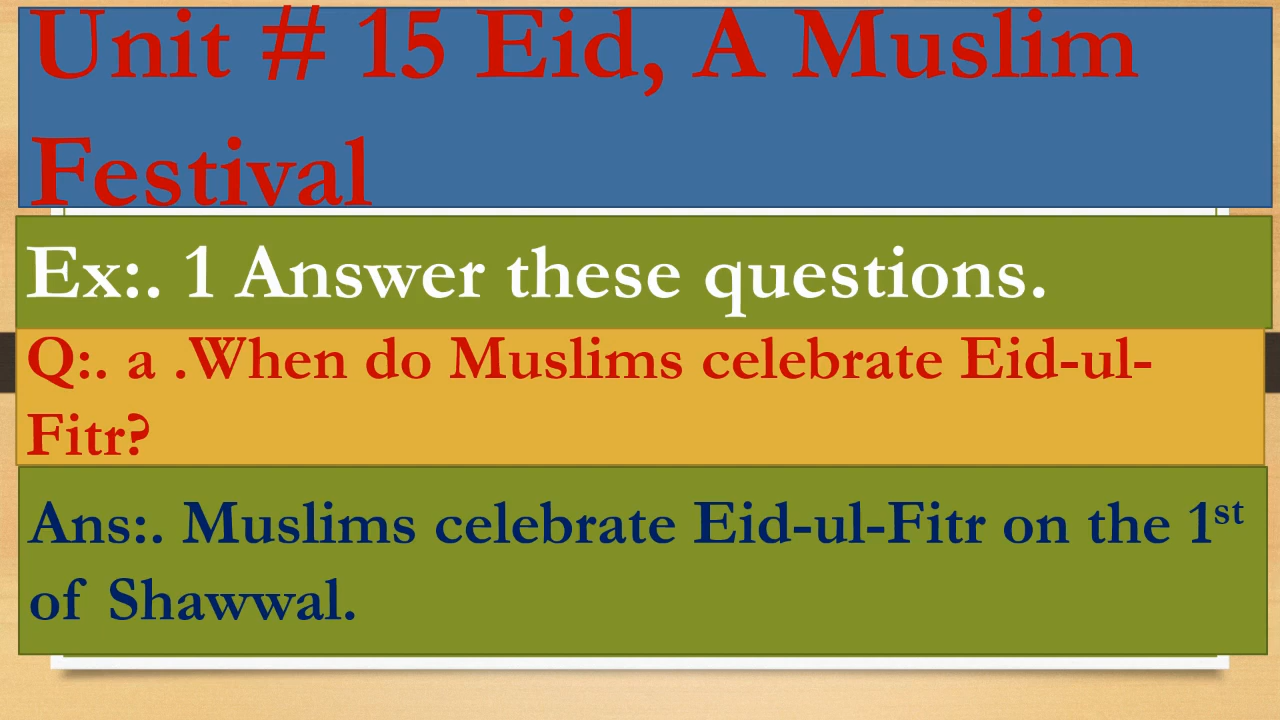 Unit # 15 Eid, A Muslim
Festival
Ex:. 1 Answer these questions.
Q:. a .When do Muslims celebrate Eid-ul-
Fitr?
Ans:. Muslims celebrate Eid-ul-Fitr on the 1st
of Shawwal.